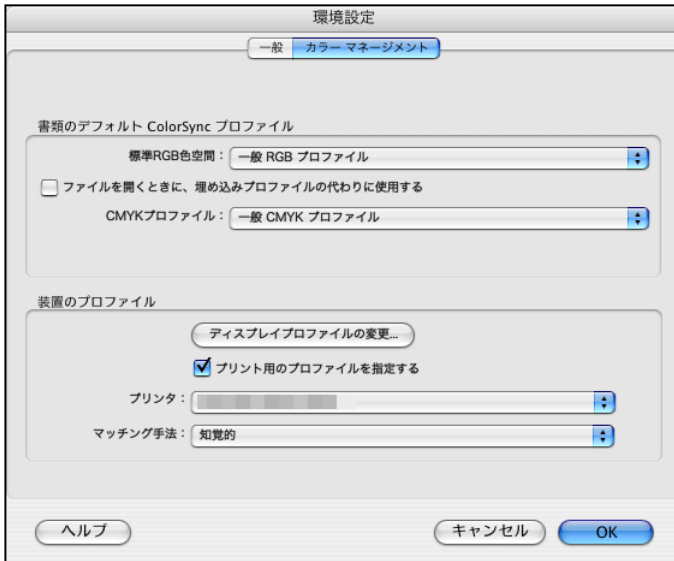 環境設定
一般 カラー マネージメント
書類のデフォルト ColorSync プロファイル
標準RGB色空間： 一般 RGB プロファイル
ファイルを開くときに、埋め込みプロファイルの代わりに使用する
CMYKプロファイル： 一般 CMYK プロファイル
装置のプロファイル
ディスプレイプロファイルの変更...
プリント用のプロファイルを指定する
プリンタ：
マッチング手法： 知覚的
ヘルプ キャンセル OK